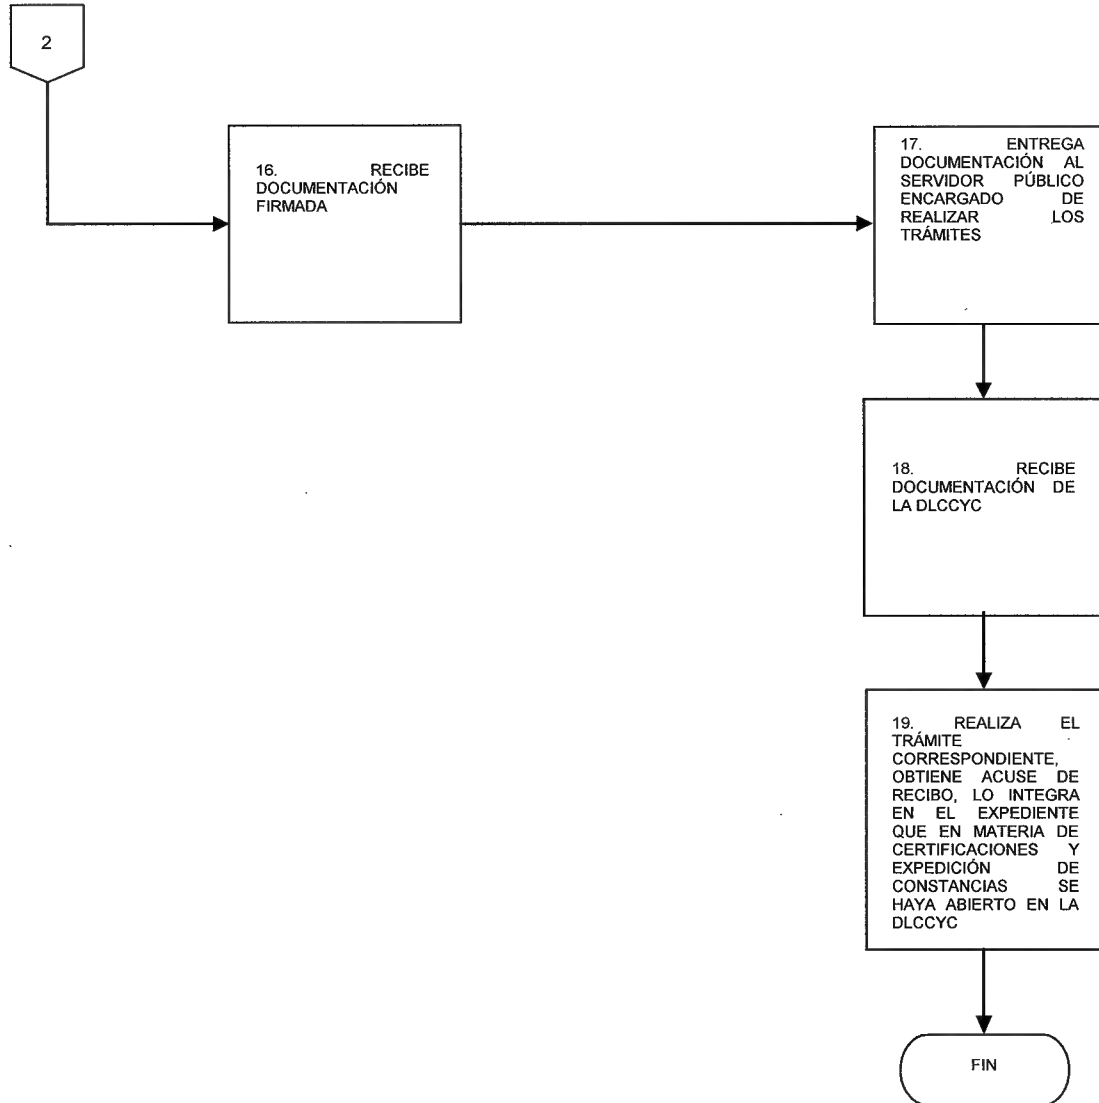 2
16. RECIBE
DOCUMENTACIÓN
FIRMADA
17. ENTREGA
DOCUMENTACIÓN AL
SERVIDOR PÚBLICO
ENCARGADO DE
REALIZAR LOS
TRÁMITES
18. RECIBE
DOCUMENTACIÓN DE
LA DLCCYC
19. REALIZA EL
TRÁMITE
CORRESPONDIENTE,
OBTIENE ACUSE DE
RECIBO, LO INTEGRA
EN EL EXPEDIENTE
QUE EN MATERIA DE
CERTIFICACIONES Y
EXPEDICIÓN DE
CONSTANCIAS SE
HAYA ABIERTO EN LA
DLCCYC
FIN